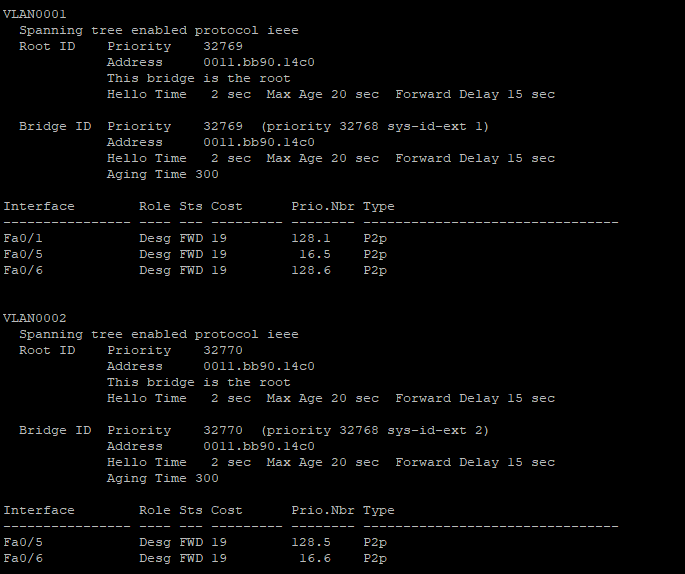 VLAN0001
  Spanning tree enabled protocol ieee
  Root ID    Priority    32769
             Address     0011.bb90.14c0
             This bridge is the root
             Hello Time   2 sec  Max Age 20 sec  Forward Delay 15 sec

  Bridge ID  Priority    32769  (priority 32768 sys-id-ext 1)
             Address     0011.bb90.14c0
             Hello Time   2 sec  Max Age 20 sec  Forward Delay 15 sec
             Aging Time 300

Interface        Role Sts Cost      Prio.Nbr Type
---------------- ---- --- --------- -------- --------------------------------
Fa0/1            Desg FWD 19        128.1    P2p
Fa0/5            Desg FWD 19         16.5    P2p
Fa0/6            Desg FWD 19        128.6    P2p

VLAN0002
  Spanning tree enabled protocol ieee
  Root ID    Priority    32770
             Address     0011.bb90.14c0
             This bridge is the root
             Hello Time   2 sec  Max Age 20 sec  Forward Delay 15 sec

  Bridge ID  Priority    32770  (priority 32768 sys-id-ext 2)
             Address     0011.bb90.14c0
             Hello Time   2 sec  Max Age 20 sec  Forward Delay 15 sec
             Aging Time 300

Interface        Role Sts Cost      Prio.Nbr Type
---------------- ---- --- --------- -------- --------------------------------
Fa0/5            Desg FWD 19        128.5    P2p
Fa0/6            Desg FWD 19         16.6    P2p